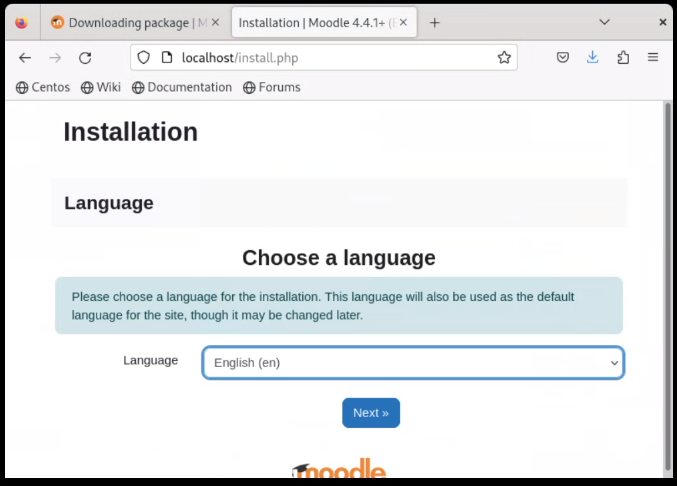 Downloading package | M
Installation | Moodle 4.4.1+ (
localhost/install.php
Centos
Wiki
Documentation
Forums
Installation
Language
Choose a language
Please choose a language for the installation. This language will also be used as the default
language for the site, though it may be changed later.
Language
English (en)
Next »
moodle